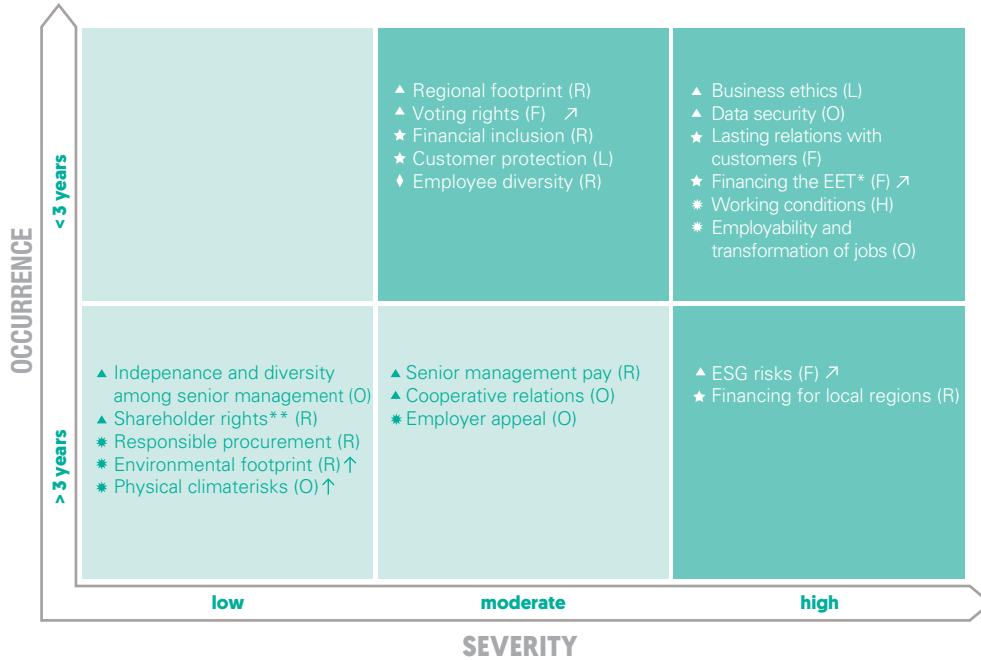 OCCURRENCE
< 3 years
Regional footprint (R)
Voting rights (F) ↗
Financial inclusion (R)
Customer protection (L)
Employee diversity (R)
Business ethics (L)
Data security (O)
Lasting relations with
customers (F)
Financing the EET* (F) ↗
Working conditions (H)
Employability and
transformation of jobs (O)
> 3 years
Indepenance and diversity
among senior management (O)
Shareholder rights** (R)
Responsible procurement (R)
Environmental footprint (R) ↑
Physical climaterisks (O) ↑
Senior management pay (R)
Cooperative relations (O)
Employer appeal (O)
ESG risks (F) ↗
Financing for local regions (R)
low
moderate
high
SEVERITY